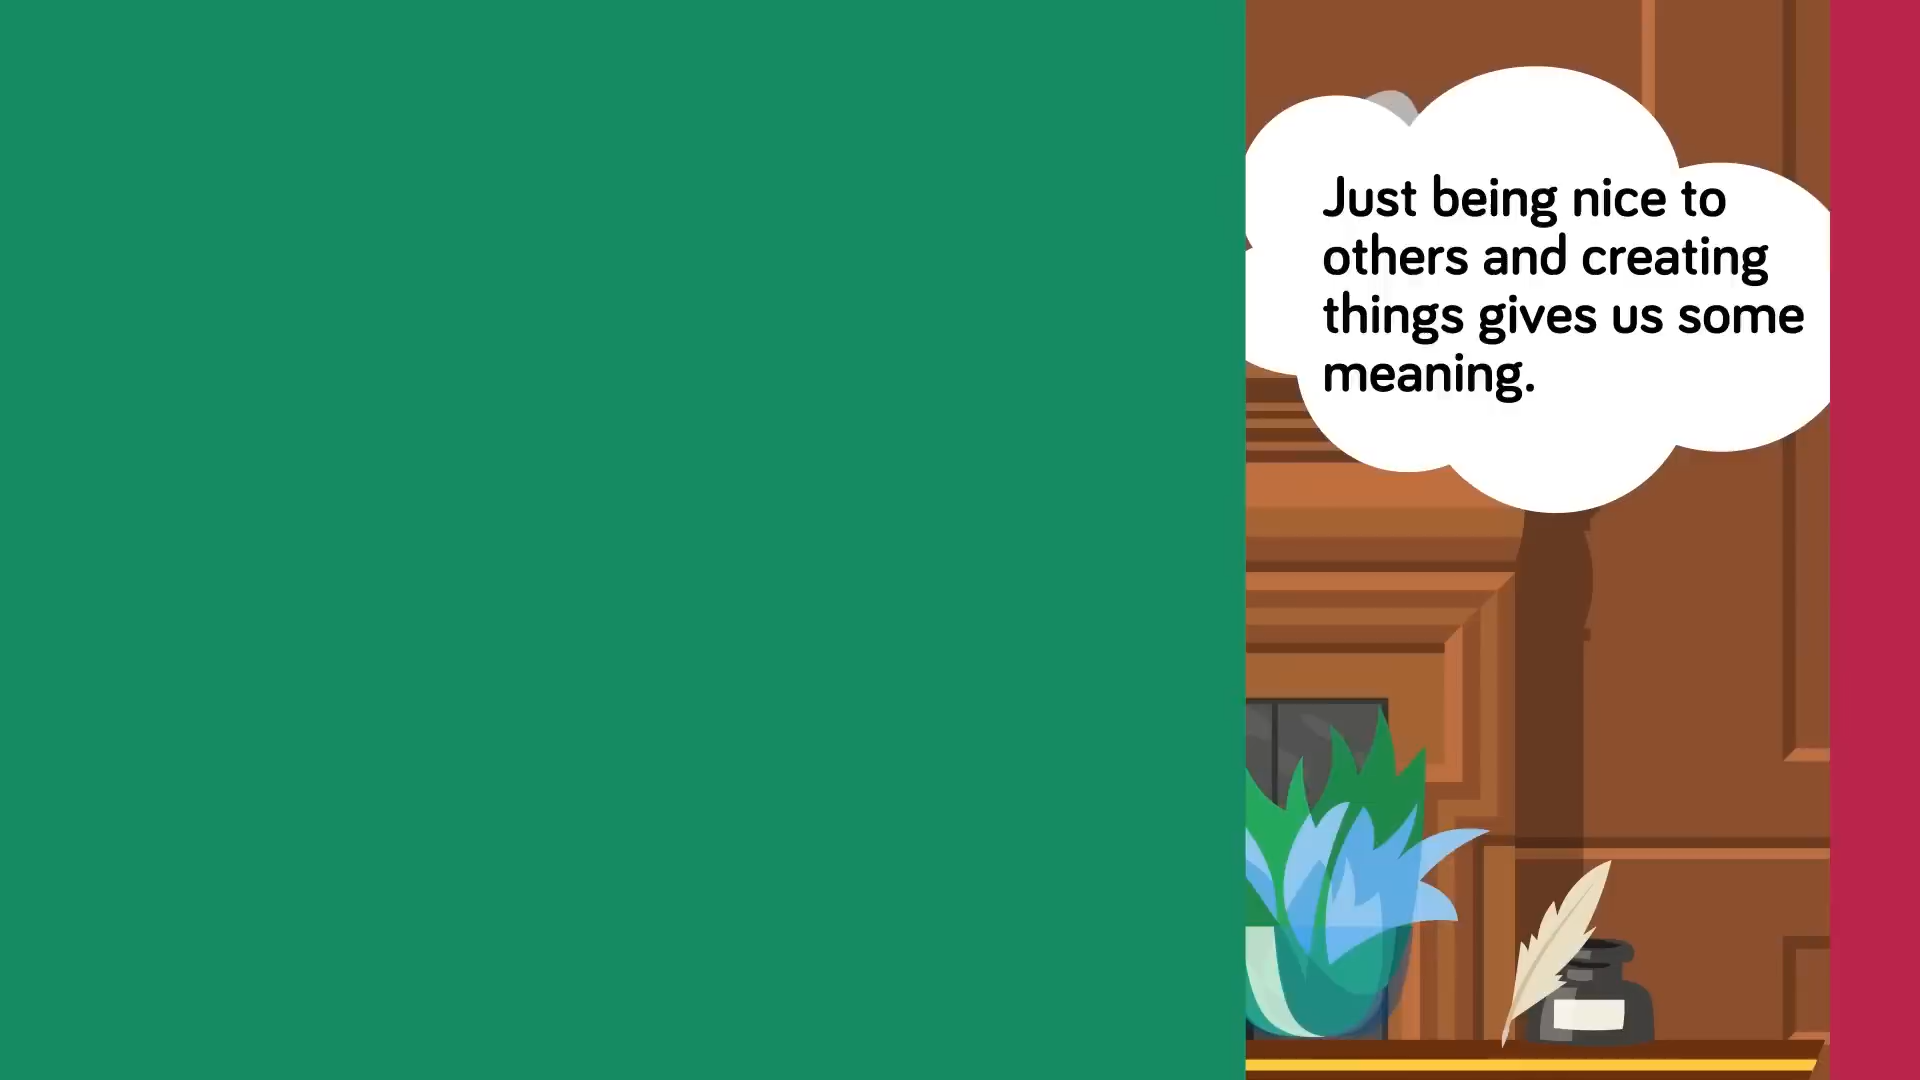 Just being nice to
others and creating
things gives us some
meaning.